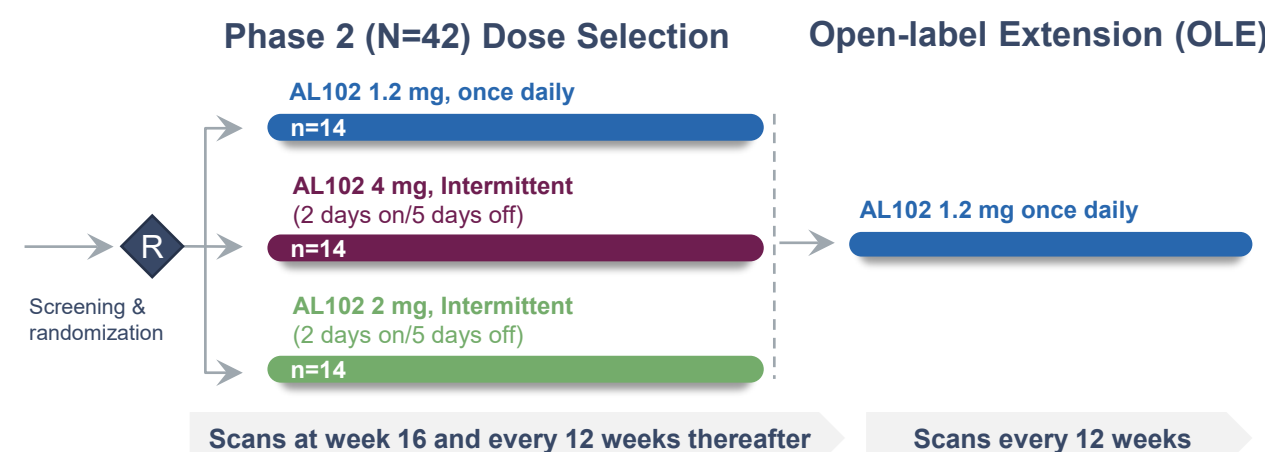 Phase 2 (N=42) Dose Selection
Open-label Extension (OLE)
AL102 1.2 mg, once daily
n=14
AL102 4 mg, Intermittent
(2 days on/5 days off)
n=14
R
Screening &
randomization
AL102 2 mg, Intermittent
(2 days on/5 days off)
n=14
AL102 1.2 mg once daily
Scans at week 16 and every 12 weeks thereafter
Scans every 12 weeks